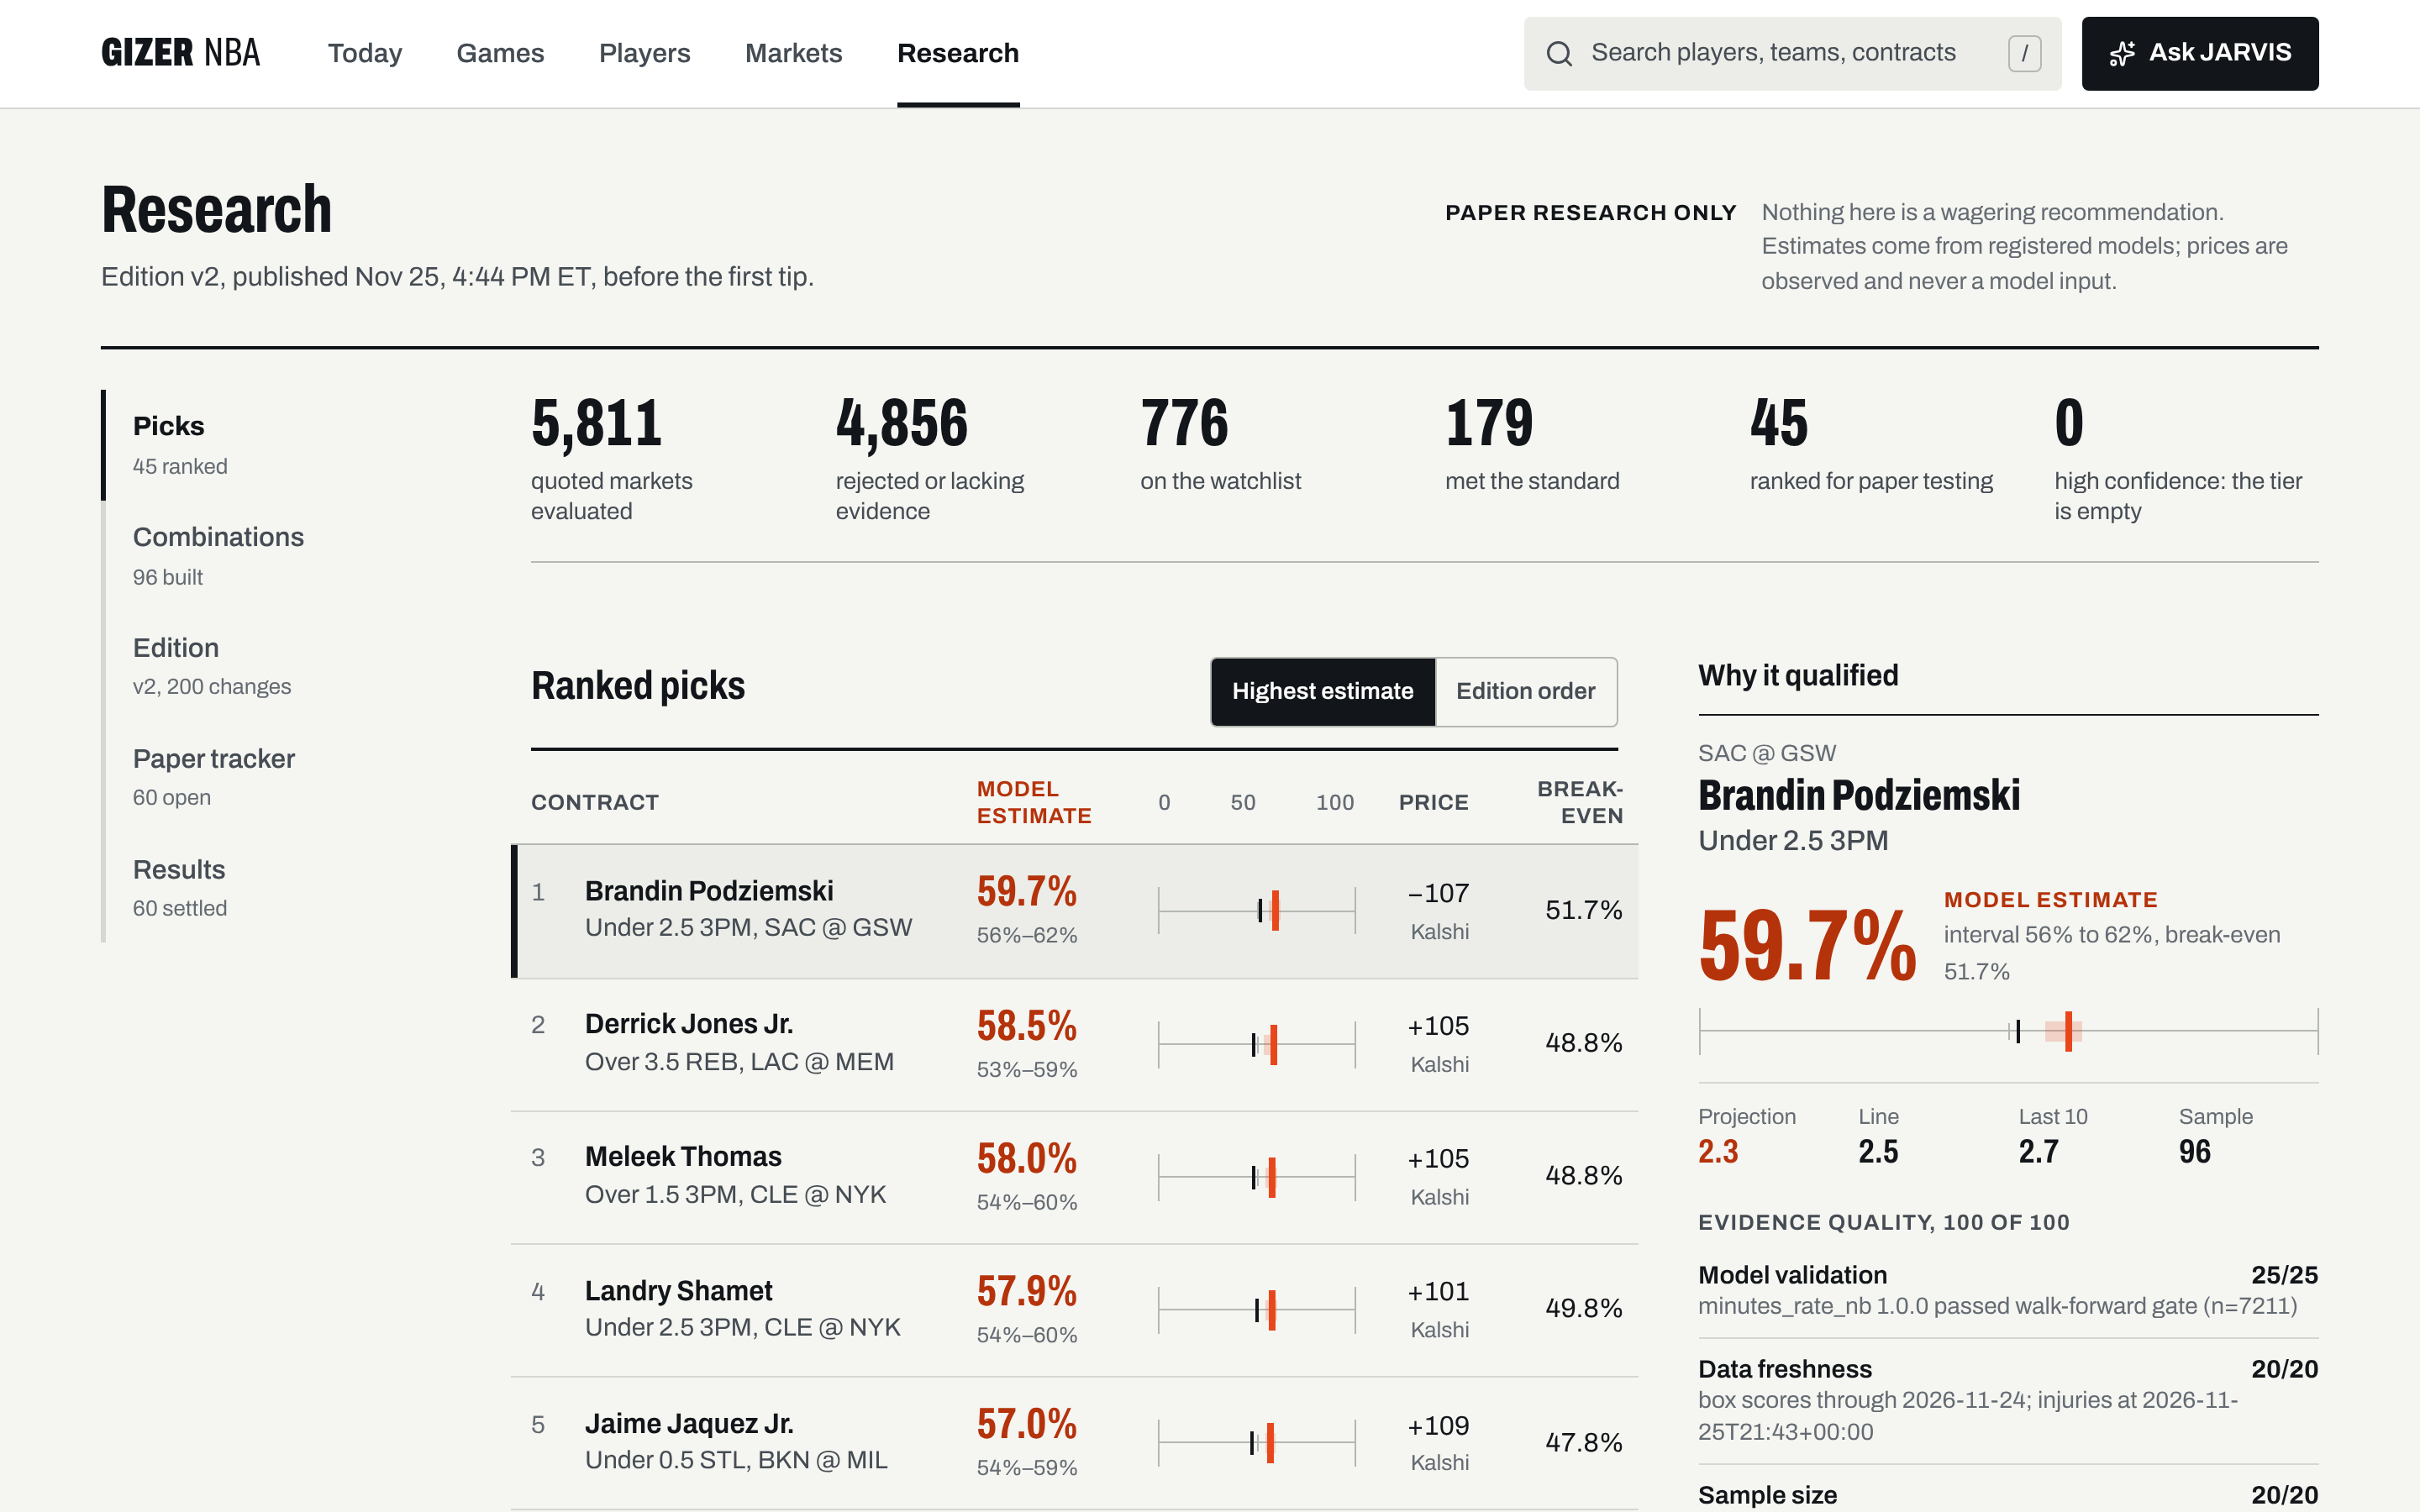 GIZER NBA
Today
Games
Players
Markets
Research
Search players, teams, contracts
/
Ask JARVIS
Research
Edition v2, published Nov 25, 4:44 PM ET, before the first tip.
PAPER RESEARCH ONLY
Nothing here is a wagering recommendation.
Estimates come from registered models; prices are
observed and never a model input.
Picks
45 ranked
Combinations
96 built
Edition
v2, 200 changes
Paper tracker
60 open
Results
60 settled
5,811
quoted markets
evaluated
4,856
rejected or lacking
evidence
776
on the watchlist
179
met the standard
45
ranked for paper testing
0
high confidence: the tier
is empty
Ranked picks
Highest estimate
Edition order
CONTRACT
MODEL
ESTIMATE
0 50 100
PRICE
BREAK-
EVEN
1
Brandin Podziemski
Under 2.5 3PM, SAC @ GSW
59.7%
56%–62%
−107
Kalshi
51.7%
2
Derrick Jones Jr.
Over 3.5 REB, LAC @ MEM
58.5%
53%–59%
+105
Kalshi
48.8%
3
Meleek Thomas
Over 1.5 3PM, CLE @ NYK
58.0%
54%–60%
+105
Kalshi
48.8%
4
Landry Shamet
Under 2.5 3PM, CLE @ NYK
57.9%
54%–60%
+101
Kalshi
49.8%
5
Jaime Jaquez Jr.
Under 0.5 STL, BKN @ MIL
57.0%
54%–59%
+109
Kalshi
47.8%
Why it qualified
SAC @ GSW
Brandin Podziemski
Under 2.5 3PM
59.7%
MODEL ESTIMATE
interval 56% to 62%, break-even
51.7%
Projection
2.3
Line
2.5
Last 10
2.7
Sample
96
EVIDENCE QUALITY, 100 OF 100
Model validation 25/25
minutes_rate_nb 1.0.0 passed walk-forward gate (n=7211)
Data freshness 20/20
box scores through 2026-11-24; injuries at 2026-11-
25T21:43+00:00
Sample size 20/20